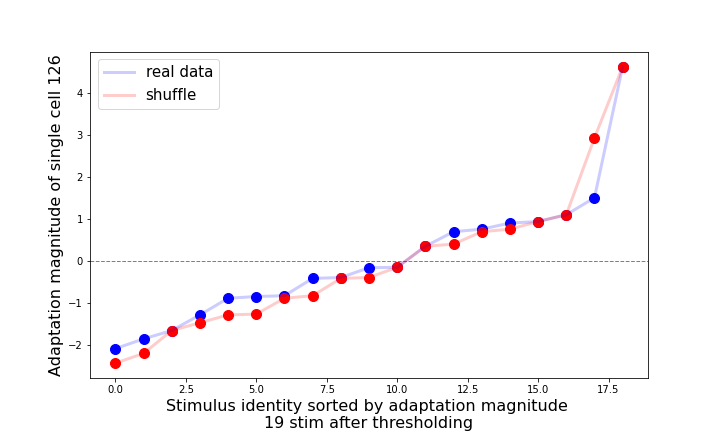 real data
shuffle
Adaptation magnitude of single cell 126
4
3
2
1
0
−1
−2
0.0 2.5 5.0 7.5 10.0 12.5 15.0 17.5
Stimulus identity sorted by adaptation magnitude
19 stim after thresholding